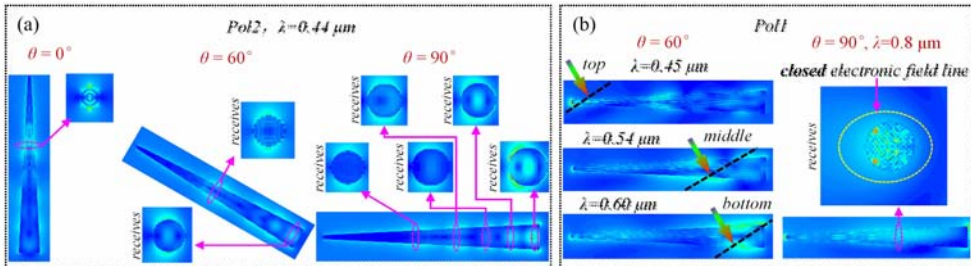 (a)
Pol2, λ=0.44 μm
θ = 0°
θ = 60°
θ = 90°
receives
receives
receives
receives
receives
receives
(b)
Pol1
θ = 60°
θ = 90°, λ=0.8 μm
top
λ=0.45 μm
closed electronic field line
λ=0.54 μm
middle
receives
λ=0.60 μm
bottom